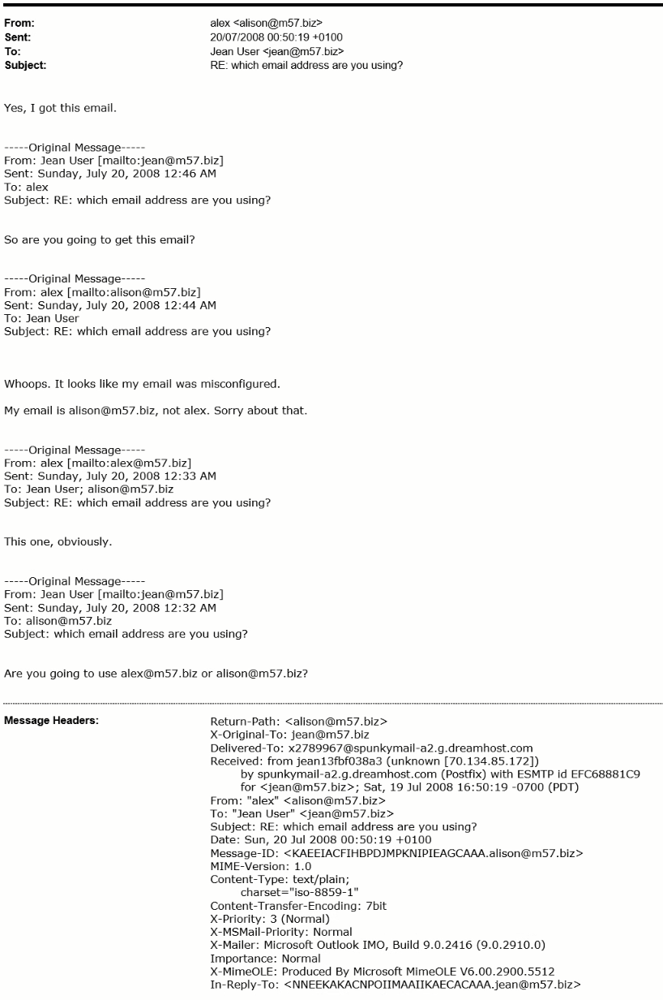 From: alex <alison@m57.biz>
Sent: 20/07/2008 00:50:19 +0100
To: Jean User <jean@m57.biz>
Subject: RE: which email address are you using?
Yes, I got this email.
-----Original Message-----
From: Jean User [mailto:jean@m57.biz]
Sent: Sunday, July 20, 2008 12:46 AM
To: alex
Subject: RE: which email address are you using?
So are you going to get this email?
-----Original Message-----
From: alex [mailto:alison@m57.biz]
Sent: Sunday, July 20, 2008 12:44 AM
To: Jean User
Subject: RE: which email address are you using?
Whoops. It looks like my email was misconfigured.
My email is alison@m57.biz, not alex. Sorry about that.
-----Original Message-----
From: alex [mailto:alex@m57.biz]
Sent: Sunday, July 20, 2008 12:33 AM
To: Jean User; alison@m57.biz
Subject: RE: which email address are you using?
This one, obviously.
-----Original Message-----
From: Jean User [mailto:jean@m57.biz]
Sent: Sunday, July 20, 2008 12:32 AM
To: alison@m57.biz
Subject: which email address are you using?
Are you going to use alex@m57.biz or alison@m57.biz?
Message Headers: Return-Path: <alison@m57.biz>
X-Original-To: jean@m57.biz
Delivered-To: x2789967@spunkymail-a2.g.dreamhost.com
Received: from jean13fbf038a3 (unknown [70.134.85.172])
by spunkymail-a2.g.dreamhost.com (Postfix) with ESMTP id EFC68881C9
for <jean@m57.biz>; Sat, 19 Jul 2008 16:50:19 -0700 (PDT)
From: "alex" <alison@m57.biz>
To: "Jean User" <jean@m57.biz>
Subject: RE: which email address are you using?
Date: Sun, 20 Jul 2008 00:50:19 +0100
Message-ID: <KAEEIACFIHBPDJMPKNIPIEAGCAAA.alison@m57.biz>
MIME-Version: 1.0
Content-Type: text/plain;
charset="iso-8859-1"
Content-Transfer-Encoding: 7bit
X-Priority: 3 (Normal)
X-MSMail-Priority: Normal
X-Mailer: Microsoft Outlook IMO, Build 9.0.2416 (9.0.2910.0)
Importance: Normal
X-MimeOLE: Produced By Microsoft MimeOLE V6.00.2900.5512
In-Reply-To: <NNEEKAKACNPOIIMAAIIKAECACAAA.jean@m57.biz>